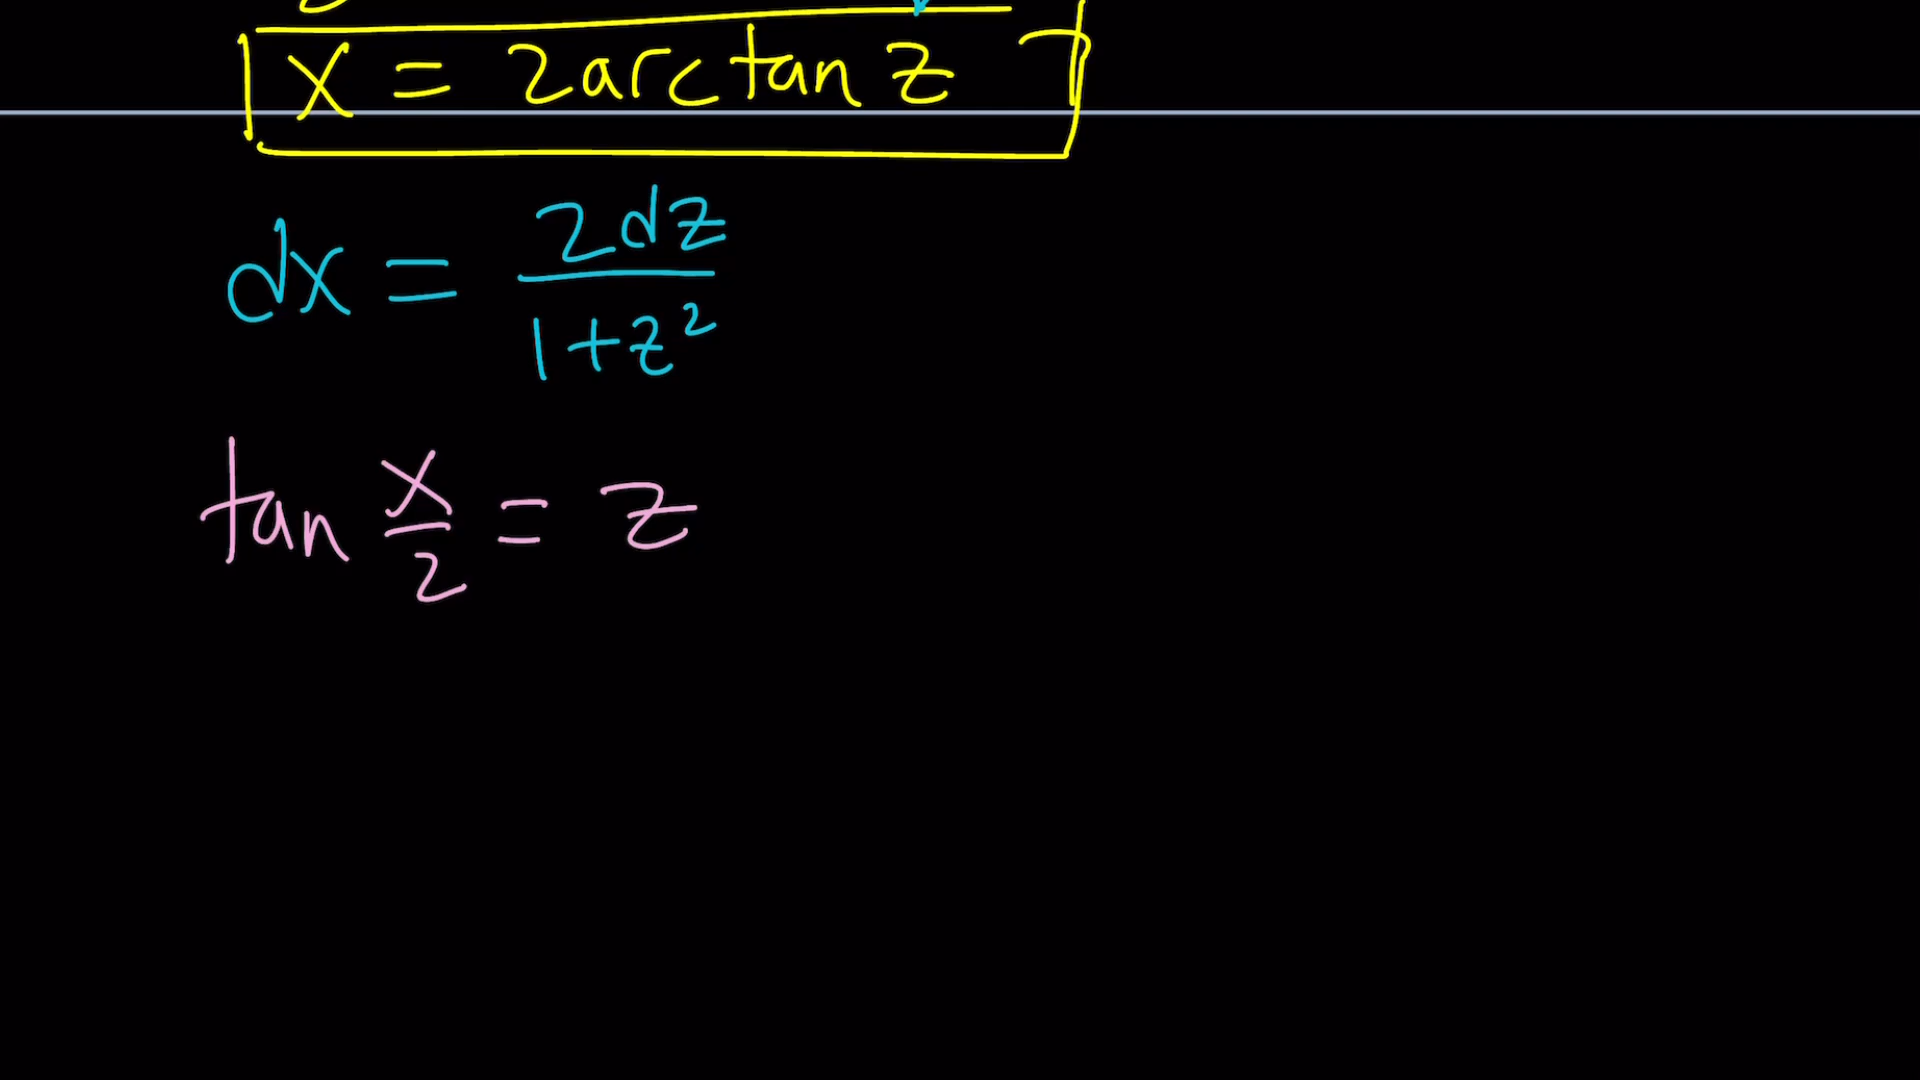 x = 2arctan z
dx = 2dz / 1+z²
tan x/2 = z